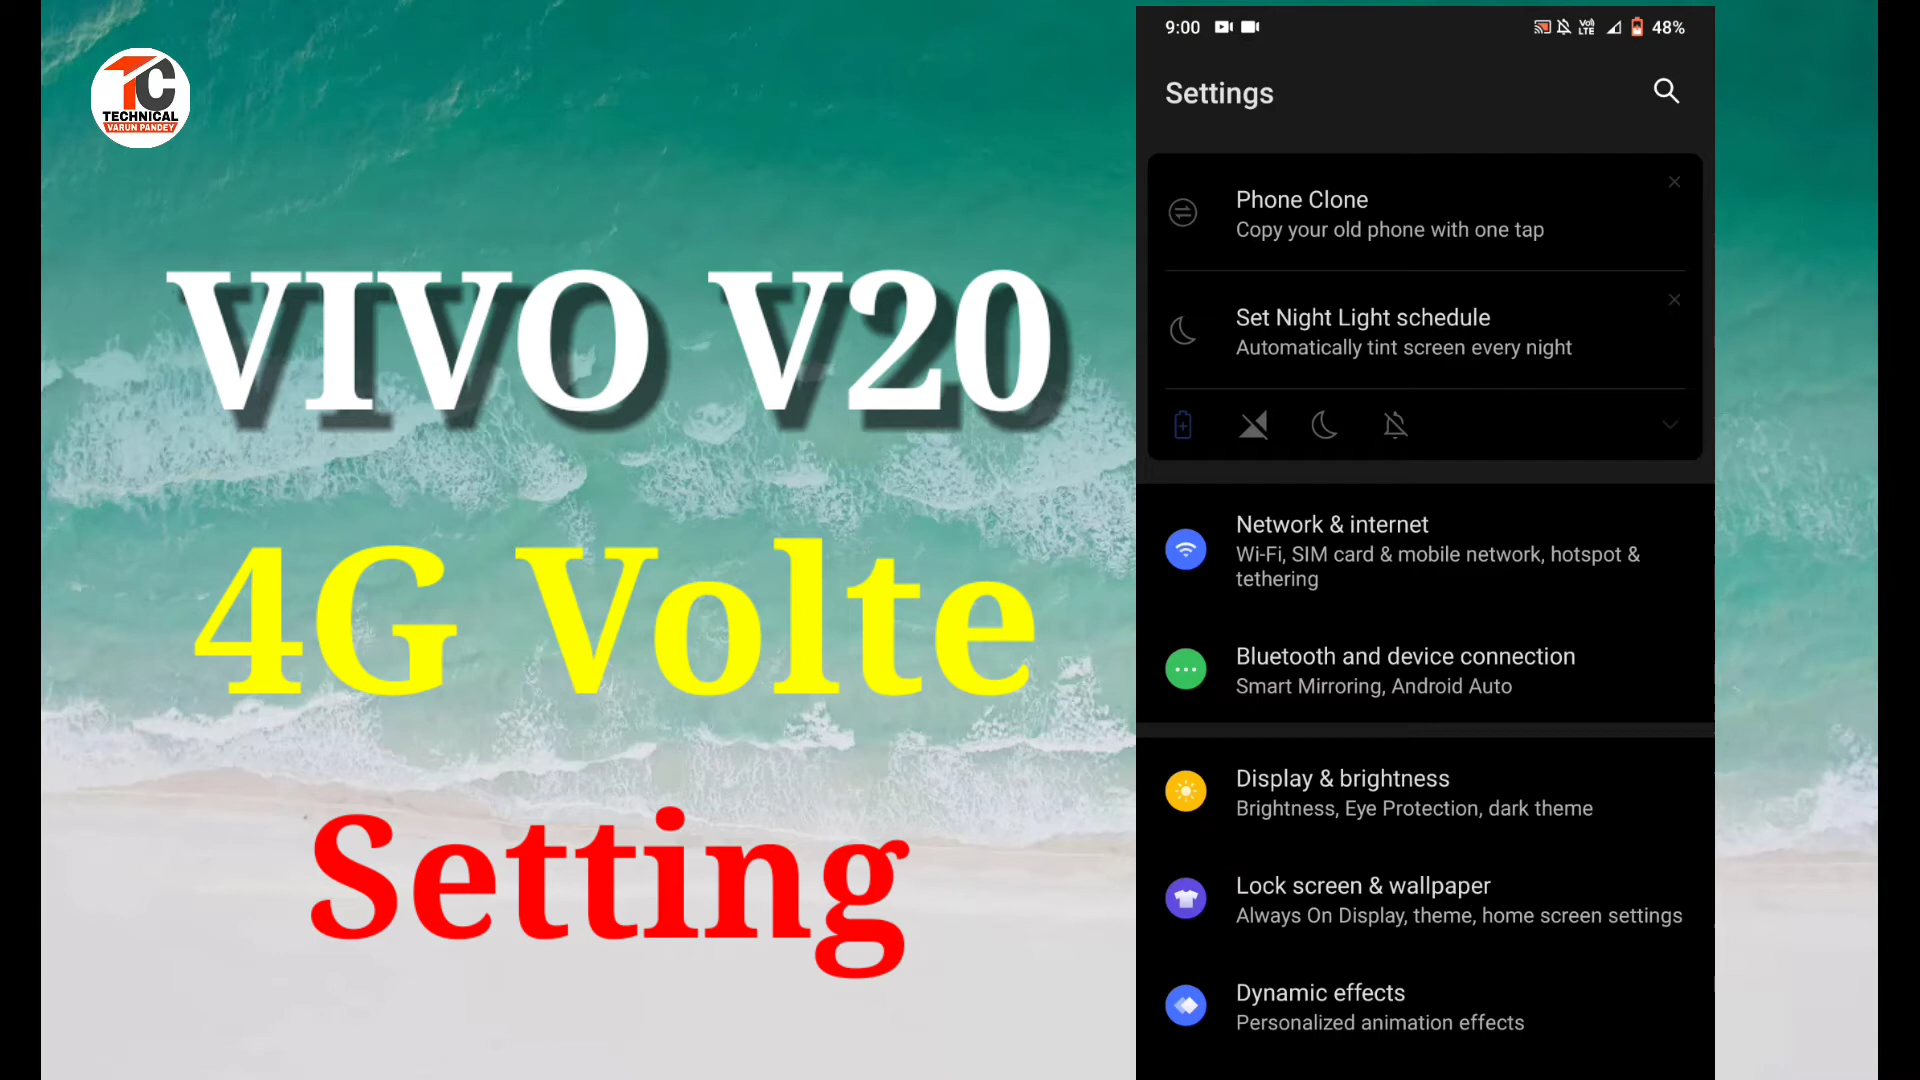 TC
TECHNICAL
VARUN PANDEY
VIVO V20
4G Volte
Setting
9:00
Vo))
LTE
48%
Settings
Phone Clone
Copy your old phone with one tap
Set Night Light schedule
Automatically tint screen every night
Network & internet
Wi-Fi, SIM card & mobile network, hotspot &
tethering
Bluetooth and device connection
Smart Mirroring, Android Auto
Display & brightness
Brightness, Eye Protection, dark theme
Lock screen & wallpaper
Always On Display, theme, home screen settings
Dynamic effects
Personalized animation effects